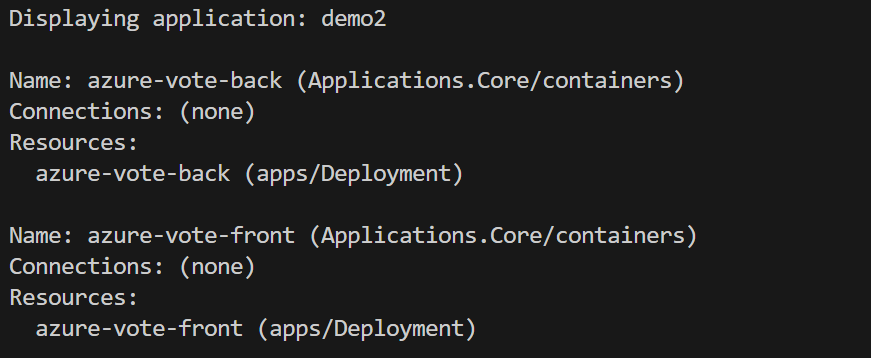 Displaying application: demo2
Name: azure-vote-back (Applications.Core/containers)
Connections: (none)
Resources:
azure-vote-back (apps/Deployment)
Name: azure-vote-front (Applications.Core/containers)
Connections: (none)
Resources:
azure-vote-front (apps/Deployment)